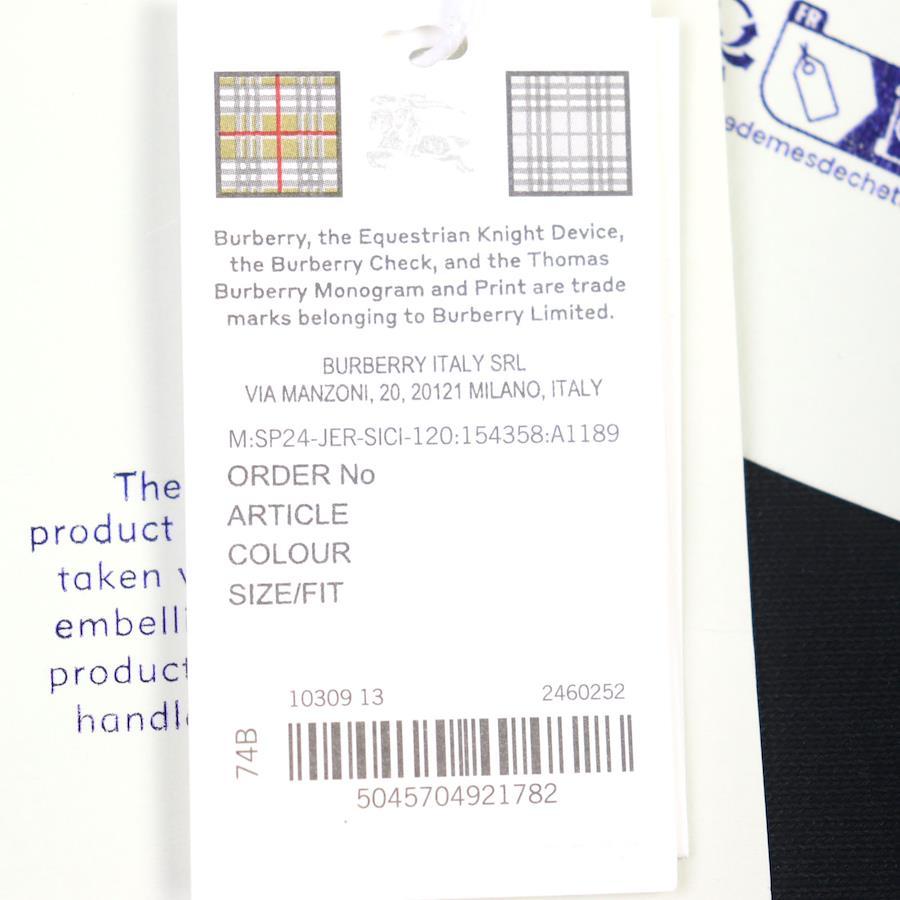 Burberry, the Equestrian Knight Device,
the Burberry Check, and the Thomas
Burberry Monogram and Print are trade
marks belonging to Burberry Limited.
BURBERRY ITALY SRL
VIA MANZONI, 20, 20121 MILANO, ITALY
M:SP24-JER-SICI-120:154358:A1189
ORDER No
ARTICLE
COLOUR
SIZE/FIT
10309 13 2460252
74B
5045704921782
The
product
taken
embelli
product
handl
FR
edemesdechet